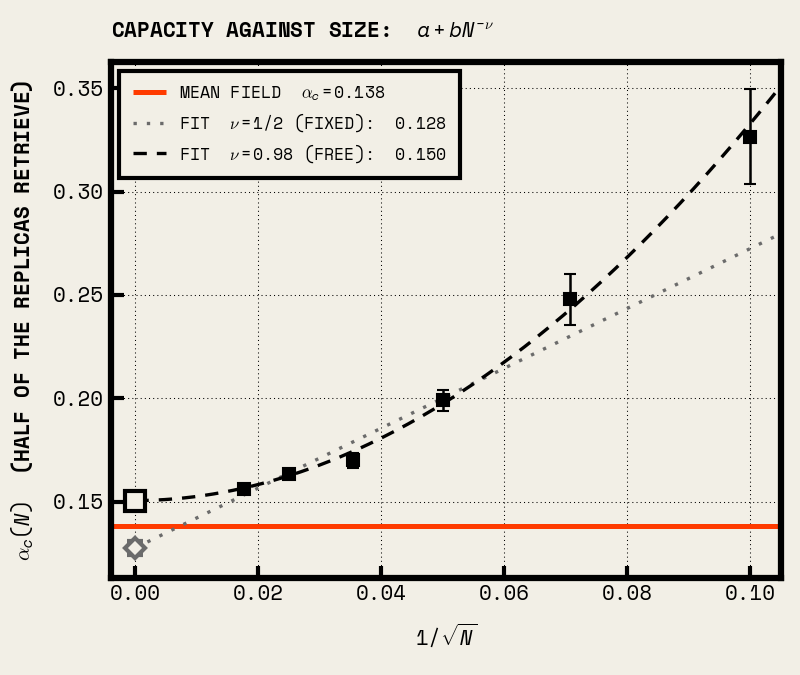 CAPACITY AGAINST SIZE: a + bN^{-ν}
MEAN FIELD α_c=0.138
FIT ν=1/2 (FIXED): 0.128
FIT ν=0.98 (FREE): 0.150
α_c(N) (HALF OF THE REPLICAS RETRIEVE)
0.35
0.30
0.25
0.20
0.15
0.00 0.02 0.04 0.06 0.08 0.10
1/√N